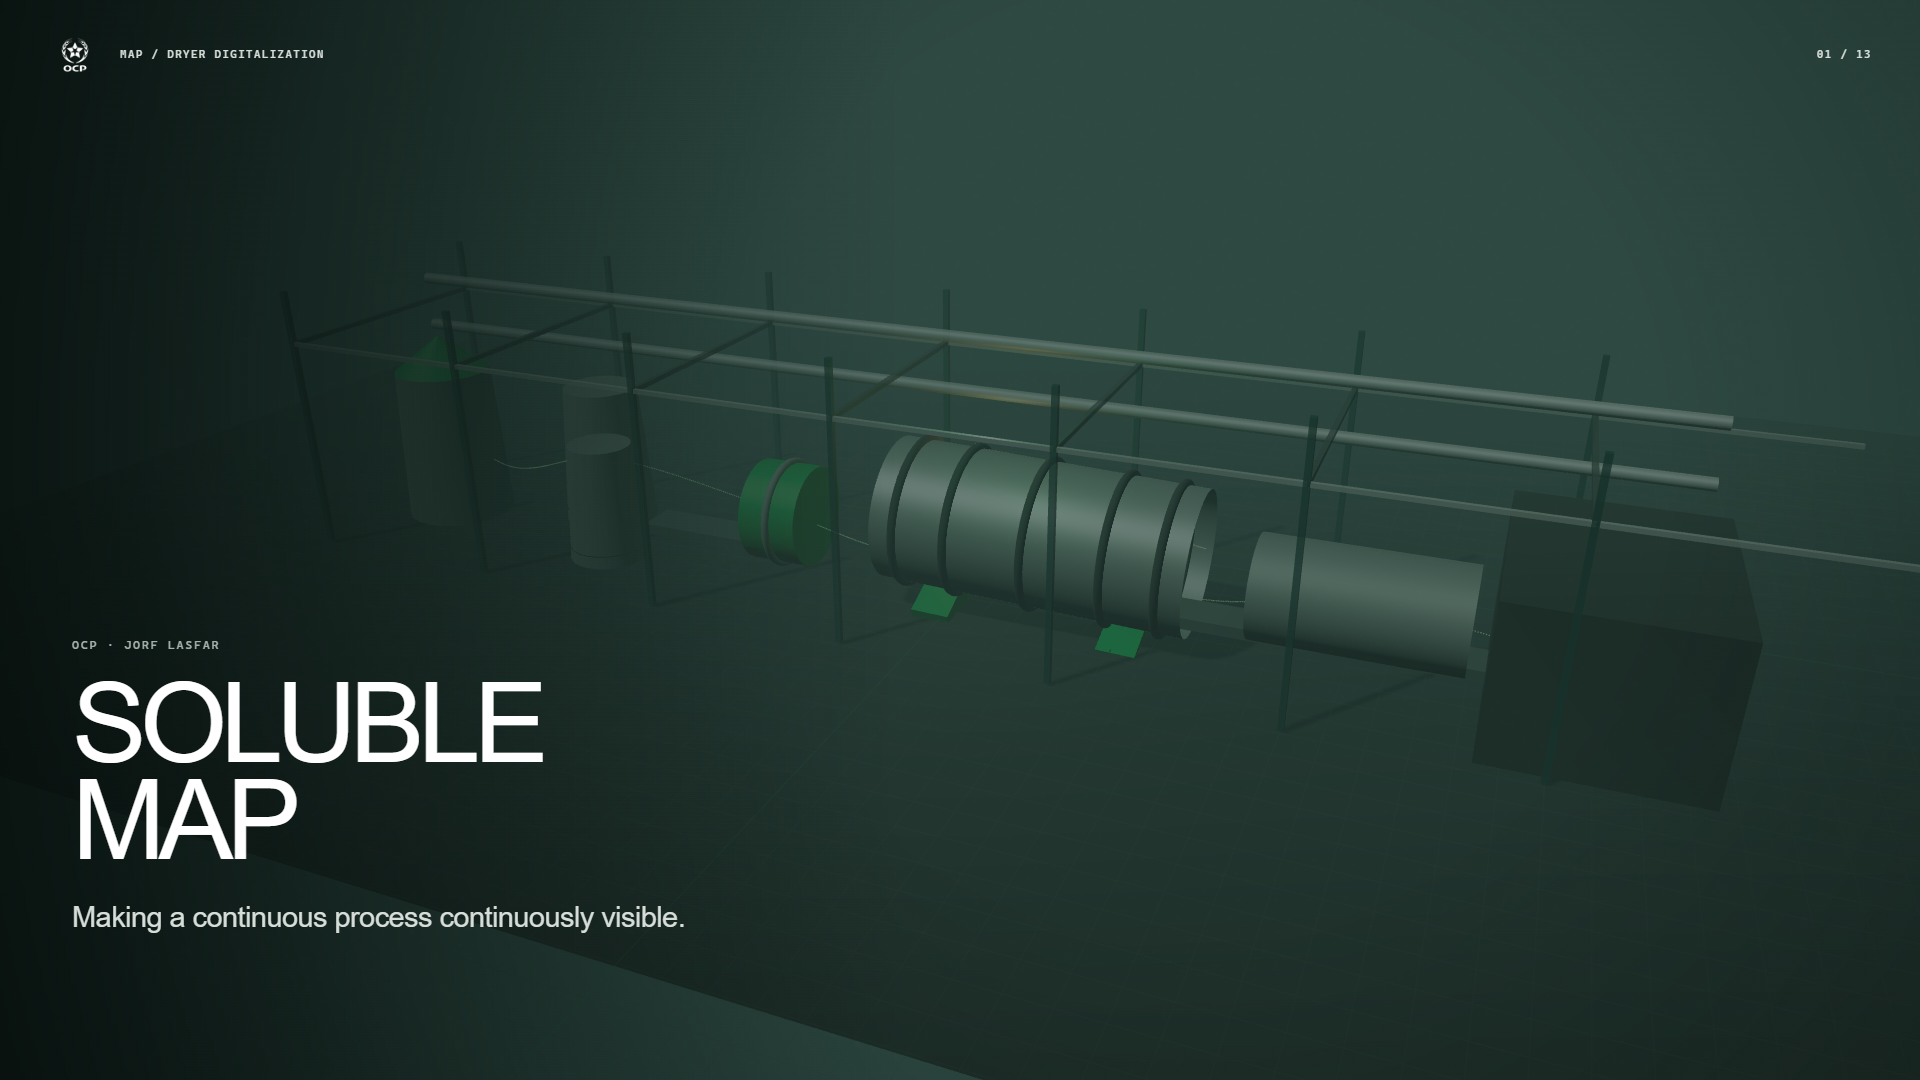 OCP
MAP / DRYER DIGITALIZATION
01 / 13
OCP · JORF LASFAR
SOLUBLE
MAP
Making a continuous process continuously visible.